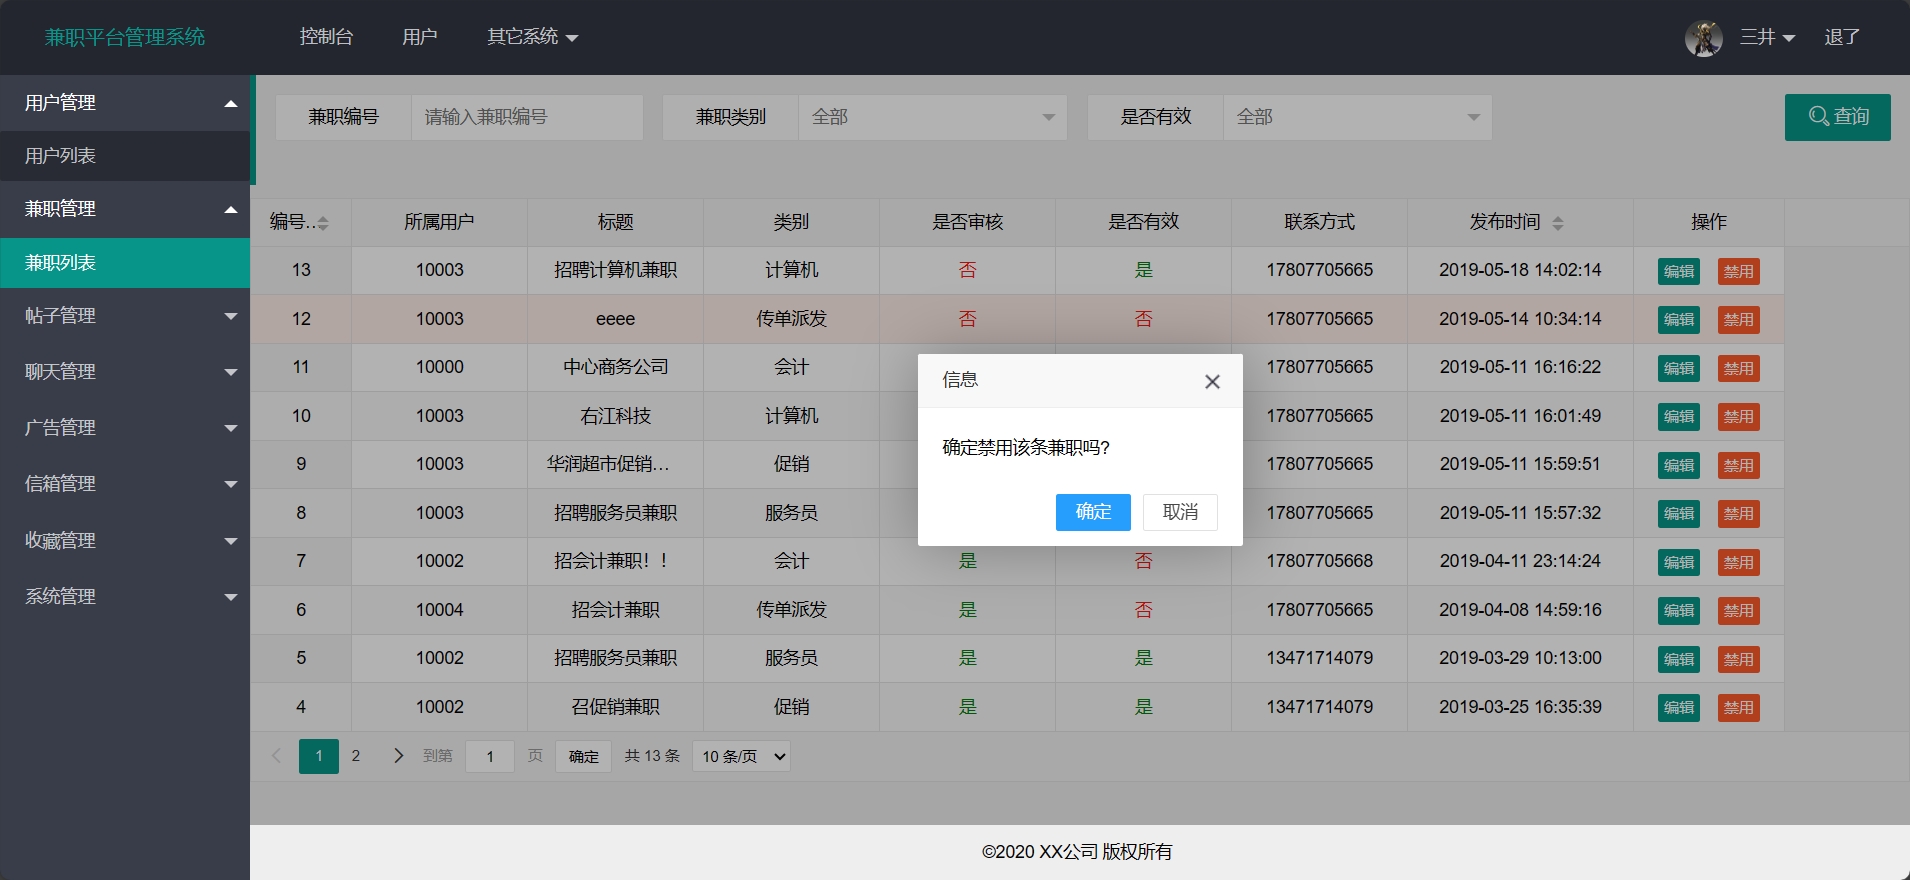 兼职平台管理系统 控制台 用户 其它系统 三井 退了
用户管理
用户列表
兼职管理
兼职列表
帖子管理
聊天管理
广告管理
信箱管理
收藏管理
系统管理
兼职编号 请输入兼职编号 兼职类别 全部 是否有效 全部 查询
编号.. 所属用户 标题 类别 是否审核 是否有效 联系方式 发布时间 操作
13 10003 招聘计算机兼职 计算机 否 是 17807705665 2019-05-18 14:02:14 编辑 禁用
12 10003 eeee 传单派发 否 否 17807705665 2019-05-14 10:34:14 编辑 禁用
11 10000 中心商务公司 会计 17807705665 2019-05-11 16:16:22 编辑 禁用
10 10003 右江科技 计算机 17807705665 2019-05-11 16:01:49 编辑 禁用
9 10003 华润超市促销... 促销 17807705665 2019-05-11 15:59:51 编辑 禁用
8 10003 招聘服务员兼职 服务员 17807705665 2019-05-11 15:57:32 编辑 禁用
7 10002 招会计兼职！！ 会计 是 否 17807705668 2019-04-11 23:14:24 编辑 禁用
6 10004 招会计兼职 传单派发 是 否 17807705665 2019-04-08 14:59:16 编辑 禁用
5 10002 招聘服务员兼职 服务员 是 是 13471714079 2019-03-29 10:13:00 编辑 禁用
4 10002 召促销兼职 促销 是 是 13471714079 2019-03-25 16:35:39 编辑 禁用
信息
确定禁用该条兼职吗?
确定 取消
1 2 到第 1 页 确定 共 13 条 10 条/页
©2020 XX公司 版权所有